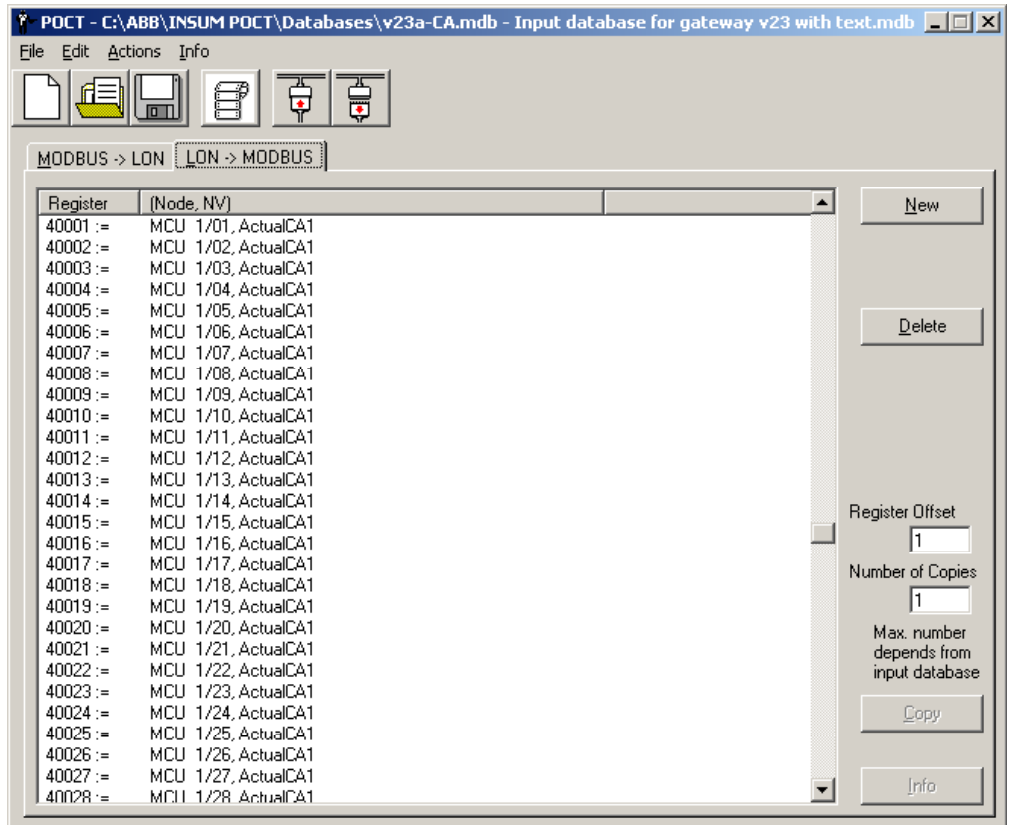 POCT - C:\ABB\INSUM POCT\Databases\v23a-CA.mdb - Input database for gateway v23 with text.mdb
File Edit Actions Info
MODBUS -> LON LON -> MODBUS
Register (Node, NV)
40001 := MCU 1/01, ActualCA1
40002 := MCU 1/02, ActualCA1
40003 := MCU 1/03, ActualCA1
40004 := MCU 1/04, ActualCA1
40005 := MCU 1/05, ActualCA1
40006 := MCU 1/06, ActualCA1
40007 := MCU 1/07, ActualCA1
40008 := MCU 1/08, ActualCA1
40009 := MCU 1/09, ActualCA1
40010 := MCU 1/10, ActualCA1
40011 := MCU 1/11, ActualCA1
40012 := MCU 1/12, ActualCA1
40013 := MCU 1/13, ActualCA1
40014 := MCU 1/14, ActualCA1
40015 := MCU 1/15, ActualCA1
40016 := MCU 1/16, ActualCA1
40017 := MCU 1/17, ActualCA1
40018 := MCU 1/18, ActualCA1
40019 := MCU 1/19, ActualCA1
40020 := MCU 1/20, ActualCA1
40021 := MCU 1/21, ActualCA1
40022 := MCU 1/22, ActualCA1
40023 := MCU 1/23, ActualCA1
40024 := MCU 1/24, ActualCA1
40025 := MCU 1/25, ActualCA1
40026 := MCU 1/26, ActualCA1
40027 := MCU 1/27, ActualCA1
40028 := MCU 1/28, ActualCA1
New
Delete
Register Offset
1
Number of Copies
1
Max. number
depends from
input database
Copy
Info